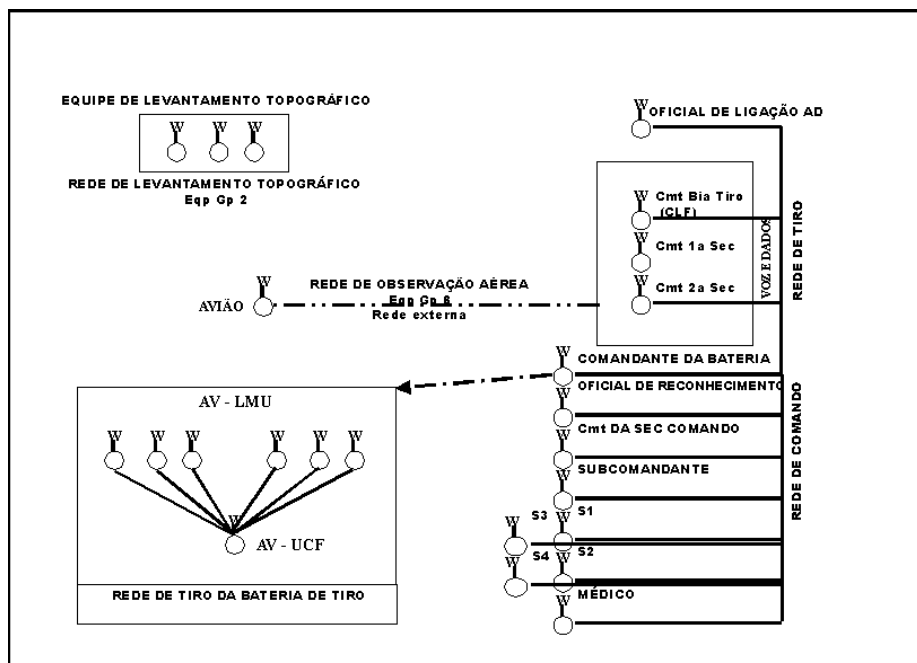 EQUIPE DE LEVANTAMENTO TOPOGRÁFICO
W W W
REDE DE LEVANTAMENTO TOPOGRÁFICO
Eqp Gp 2
W
OFICIAL DE LIGAÇÃO AD
W
Cmt Bia Tiro
(CLF)
W
Cmt 1a Sec
W
Cmt 2a Sec
VOZ E DADOS
REDE DE TIRO
W
AVIÃO
REDE DE OBSERVAÇÃO AÉREA
Eqp Gp 6
Rede externa
W
COMANDANTE DA BATERIA
W
OFICIAL DE RECONHECIMENTO
W
Cmt DA SEC COMANDO
W
SUBCOMANDANTE
W
S1
W
S3
W
S2
W
S4
W
MÉDICO
REDE DE COMANDO
AV - LMU
W W W W W W
W
AV - UCF
REDE DE TIRO DA BATERIA DE TIRO